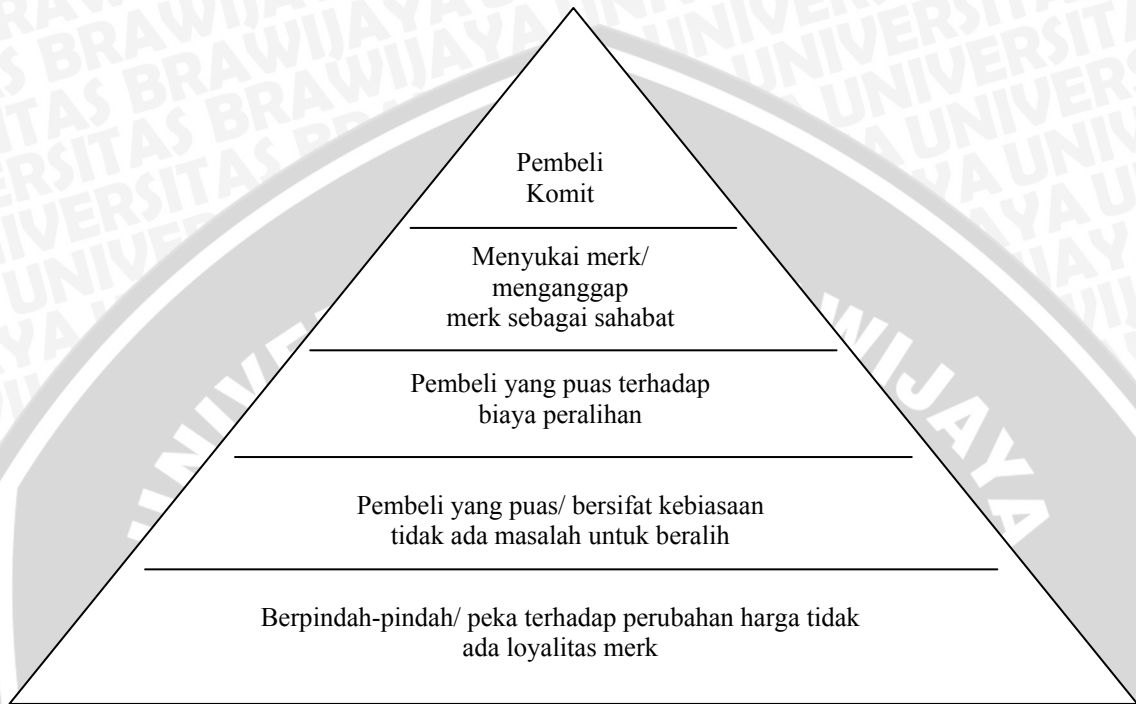 Pembeli
Komit
Menyukai merk/
menganggap
merk sebagai sahabat
Pembeli yang puas terhadap
biaya peralihan
Pembeli yang puas/ bersifat kebiasaan
tidak ada masalah untuk beralih
Berpindah-pindah/ peka terhadap perubahan harga tidak
ada loyalitas merk